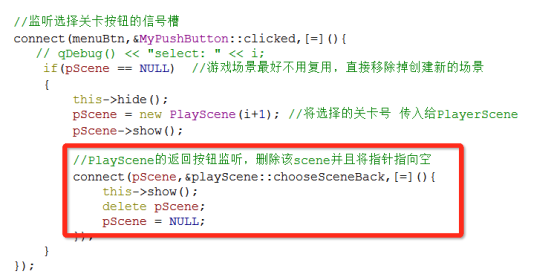 //监听选择关卡按钮的信号槽
connect(menuBtn,&MyPushButton::clicked,[=](){
// qDebug() << "select: " << i;
if(pScene == NULL)  //游戏场景最好不用复用，直接移除掉创建新的场景
{
this->hide();
pScene = new PlayScene(i+1); //将选择的关卡号 传入给PlayerScene
pScene->show();
//PlayScene的返回按钮监听，删除该scene并且将指针指向空
connect(pScene,&playScene::chooseSceneBack,[=](){
this->show();
delete pScene;
pScene = NULL;
});
}
});